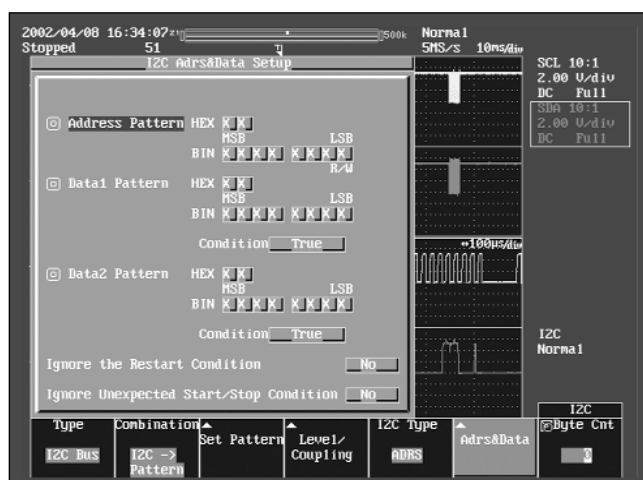 2002/04/08 16:34:07
500k
Normal
Stopped 51
5MS/s 10ms/div
I2C Adrs&Data Setup
SCL 10:1
2.00 V/div
DC Full
SDA 10:1
2.00 V/div
DC Full
Address Pattern HEX X X
MSB LSB
BIN X X X X X X X X
R/W
Data1 Pattern HEX X X
MSB LSB
BIN X X X X X X X X
Condition True
100µs/div
Data2 Pattern HEX X X
MSB LSB
BIN X X X X X X X X
Condition True
I2C
Normal
Ignore the Restart Condition No
Ignore Unexpected Start/Stop Condition No
I2C
Type
I2C Bus
Combination
I2C ->
Pattern
Set Pattern
Level/
Coupling
I2C Type
ADRS
Adrs&Data
Byte Cnt
0